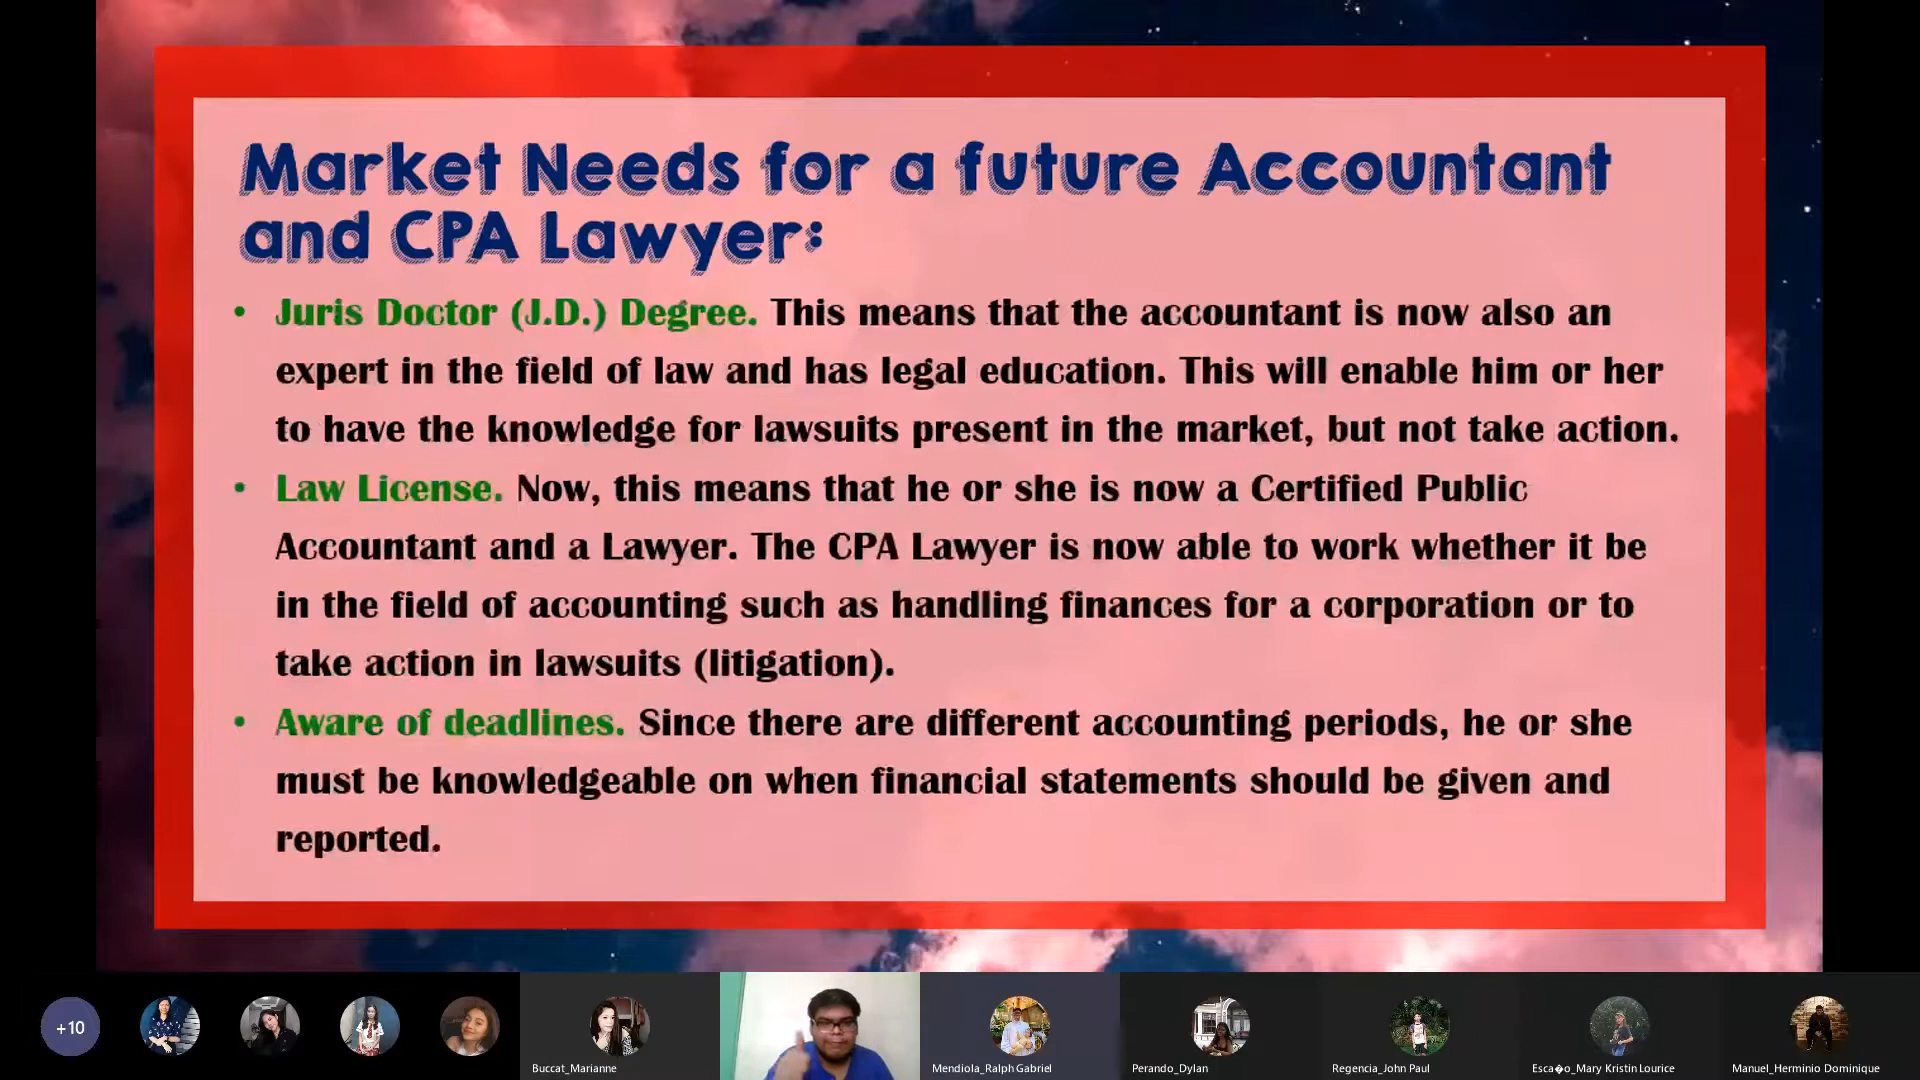 Market Needs for a future Accountant
and CPA Lawyer:
• Juris Doctor (J.D.) Degree. This means that the accountant is now also an
expert in the field of law and has legal education. This will enable him or her
to have the knowledge for lawsuits present in the market, but not take action.
• Law License. Now, this means that he or she is now a Certified Public
Accountant and a Lawyer. The CPA Lawyer is now able to work whether it be
in the field of accounting such as handling finances for a corporation or to
take action in lawsuits (litigation).
• Aware of deadlines. Since there are different accounting periods, he or she
must be knowledgeable on when financial statements should be given and
reported.
+10
Buccat_Marianne
Mendiola_Ralph Gabriel
Perando_Dylan
Regencia_John Paul
Esca�o_Mary Kristin Lourice
Manuel_Herminio Dominique